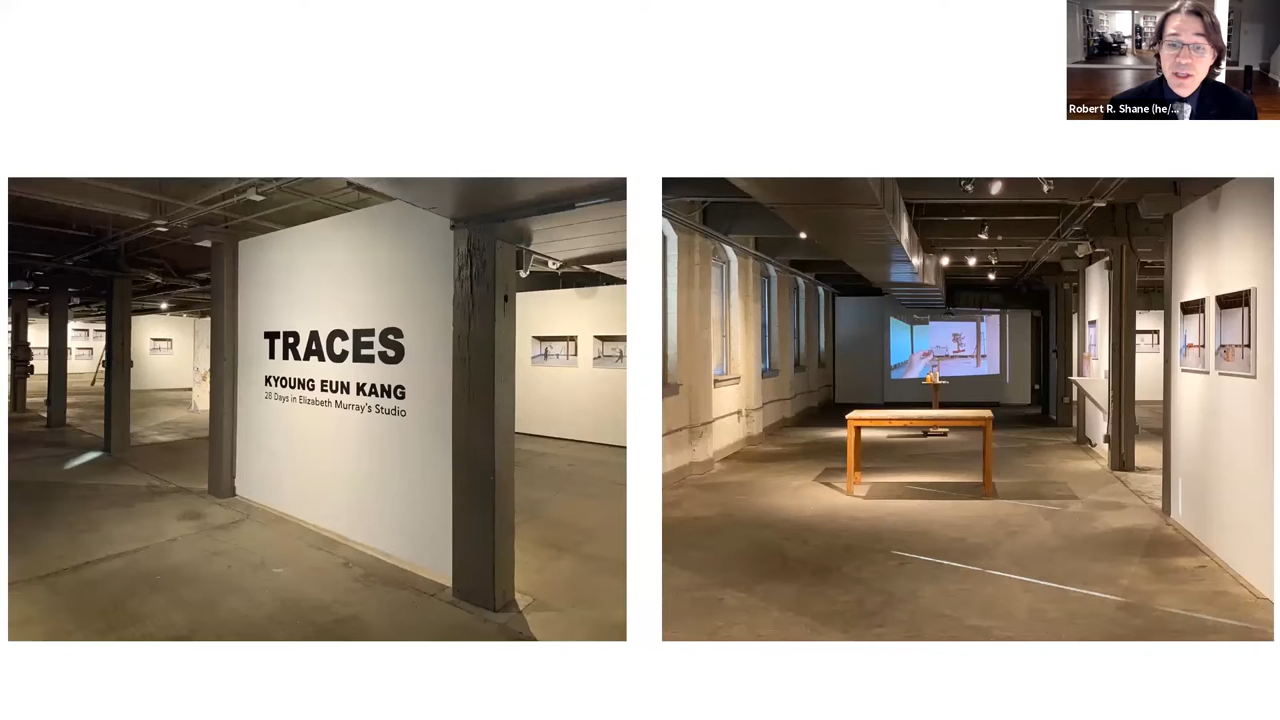 Robert R. Shane (he/...
TRACES
KYOUNG EUN KANG
28 Days in Elizabeth Murray's Studio